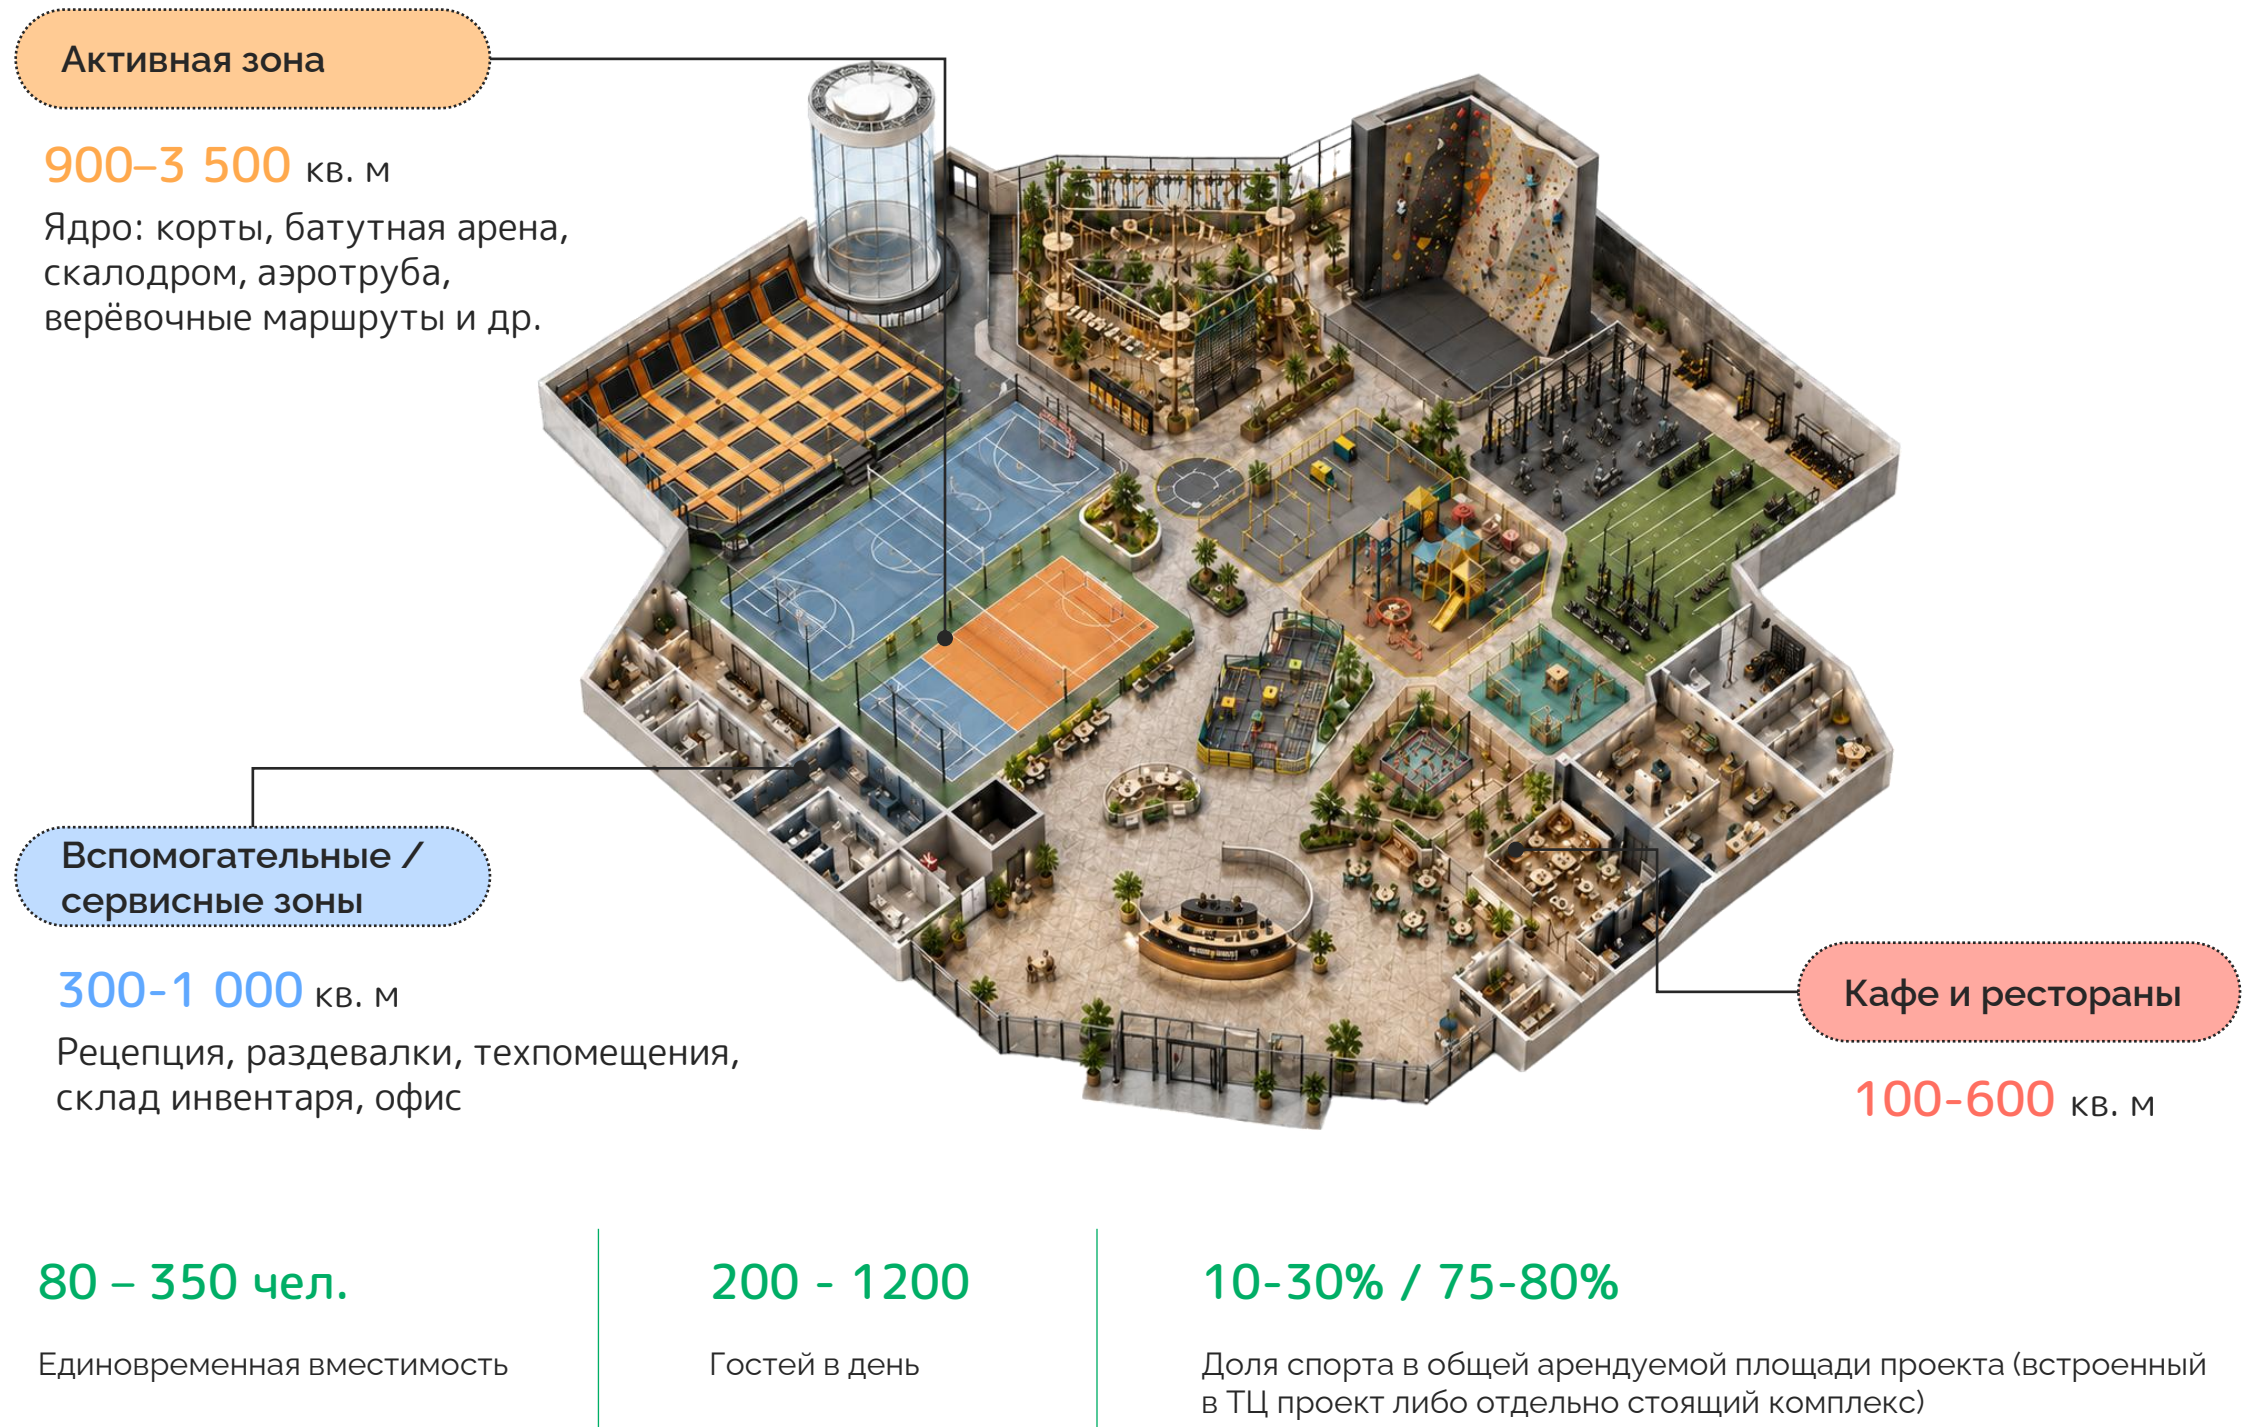 Активная зона
900–3 500 кв. м
Ядро: корты, батутная арена,
скалодром, аэротруба,
верёвочные маршруты и др.
Вспомогательные /
сервисные зоны
300-1 000 кв. м
Рецепция, раздевалки, техпомещения,
склад инвентаря, офис
Кафе и рестораны
100-600 кв. м
80 – 350 чел.
Единовременная вместимость
200 - 1200
Гостей в день
10-30% / 75-80%
Доля спорта в общей арендуемой площади проекта (встроенный
в ТЦ проект либо отдельно стоящий комплекс)